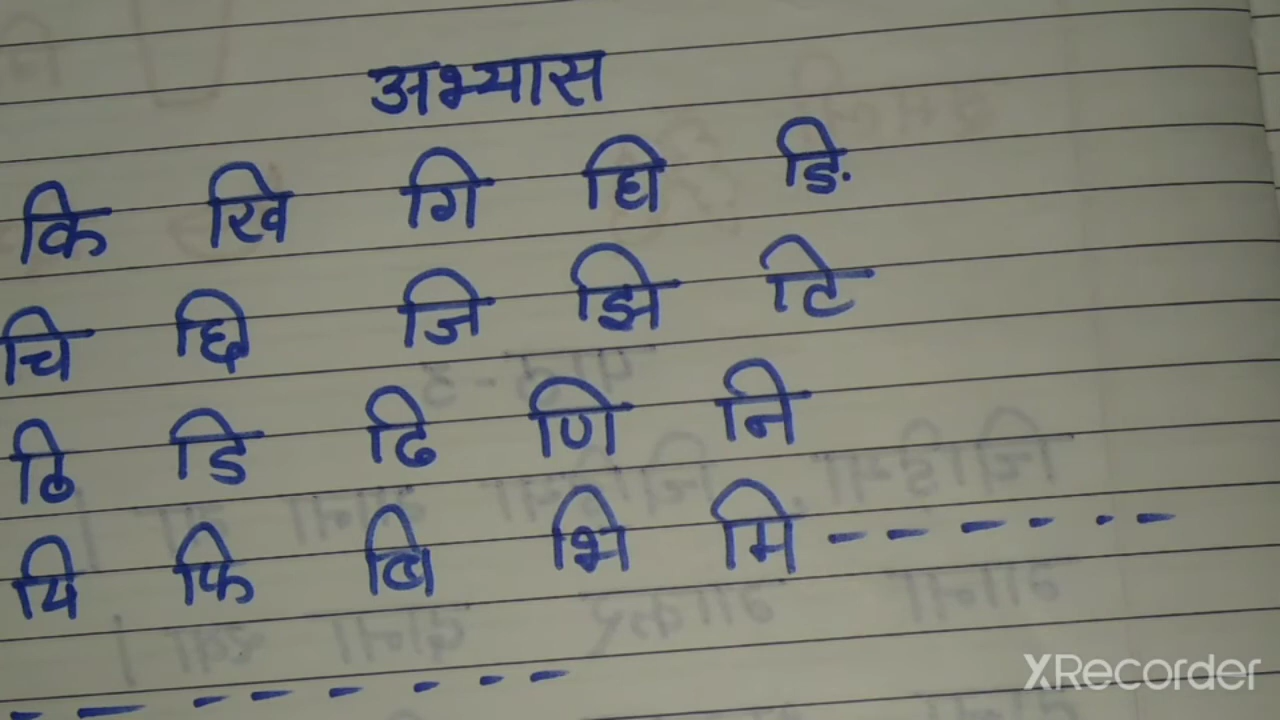 अभ्यास
कि खि गि घि ङि
चि छि जि झि टि
ठि डि ढि णि नि
पि फि बि भि मि - - - - - -
- - - - - - - -
XRecorder